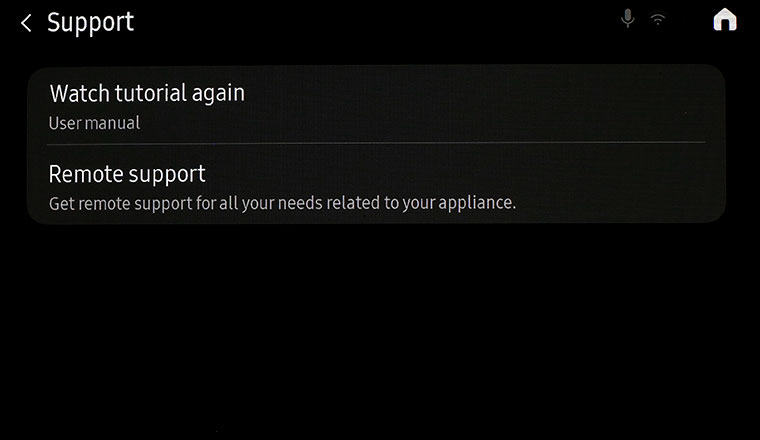 Support
Watch tutorial again
User manual
Remote support
Get remote support for all your needs related to your appliance.